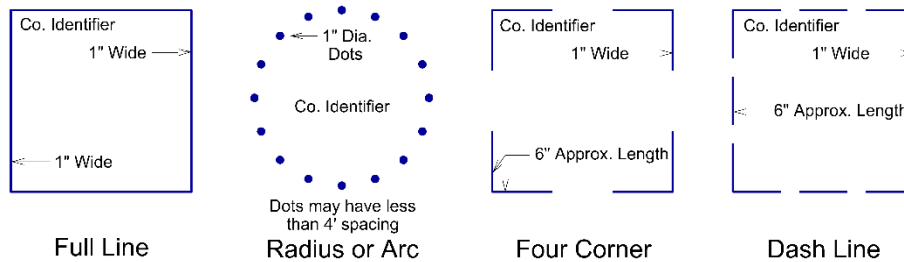 Co. Identifier
1" Wide
1" Wide
Full Line
1" Dia.
Dots
Co. Identifier
Dots may have less
than 4' spacing
Radius or Arc
Co. Identifier
1" Wide
6" Approx. Length
Four Corner
Co. Identifier
1" Wide
6" Approx. Length
Dash Line